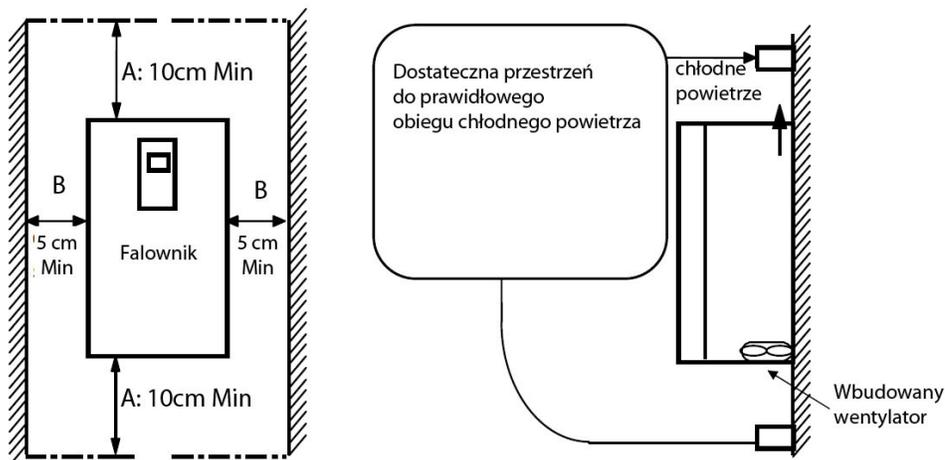 A: 10cm Min
B
5 cm
Min
Falownik
B
5 cm
Min
A: 10cm Min
Dostateczna przestrzeń
do prawidłowego
obiegu chłodnego powietrza
chłodne
powietrze
Wbudowany
wentylator